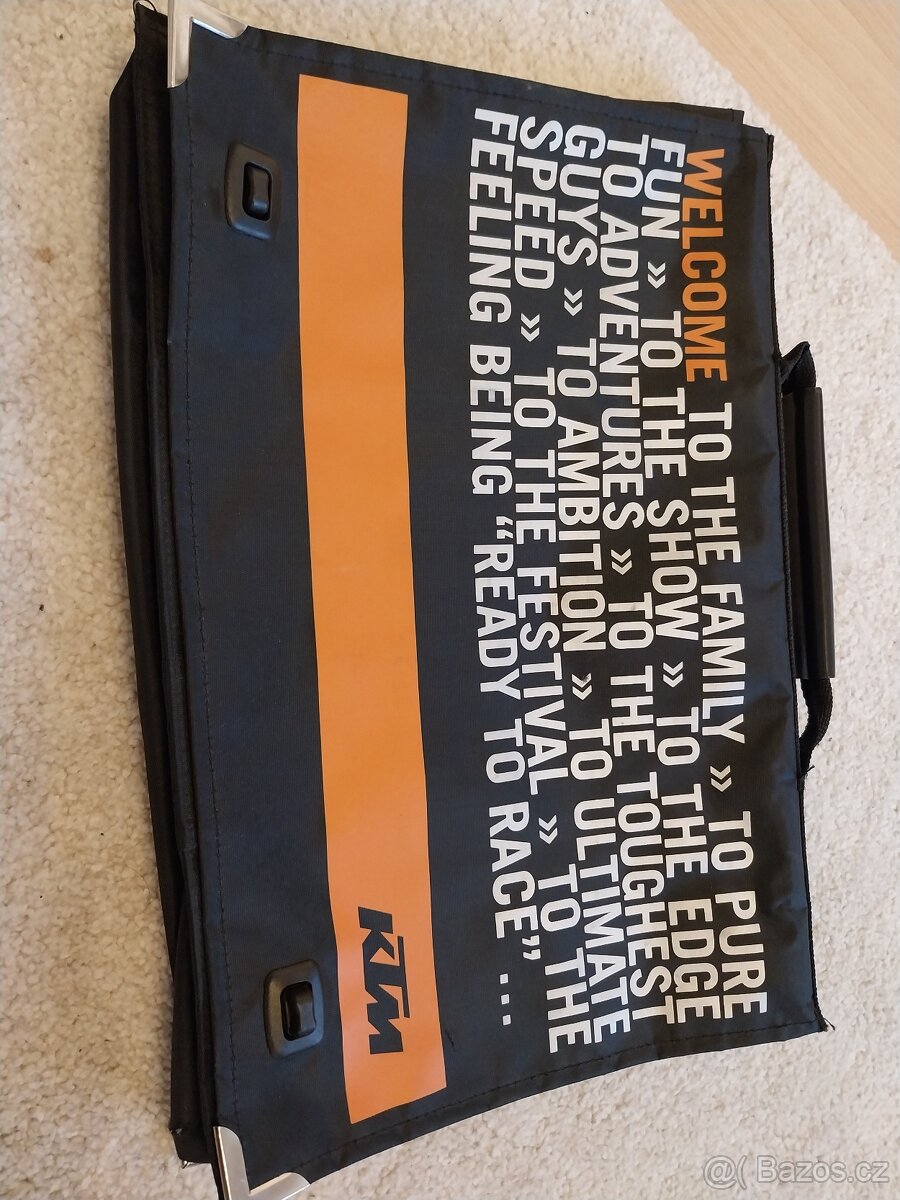 WELCOME TO THE FAMILY » TO PURE
FUN » TO THE SHOW » TO THE EDGE
TO ADVENTURES » TO THE TOUGHEST
GUYS » TO AMBITION » TO ULTIMATE
SPEED » TO THE FESTIVAL » TO THE
FEELING BEING “READY TO RACE” ...
KTM
@( Bazos.cz